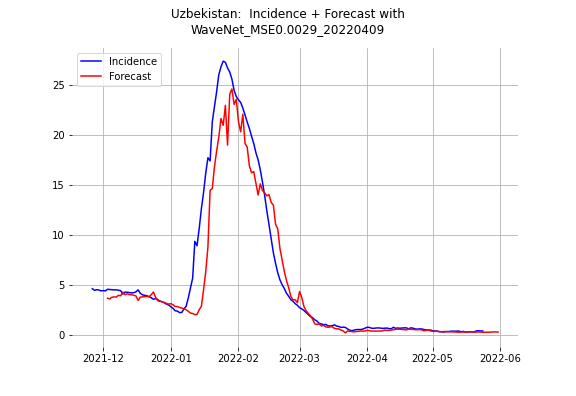 Uzbekistan:  Incidence + Forecast with
WaveNet_MSE0.0029_20220409
Incidence
Forecast
25
20
15
10
5
0
2021-12 2022-01 2022-02 2022-03 2022-04 2022-05 2022-06